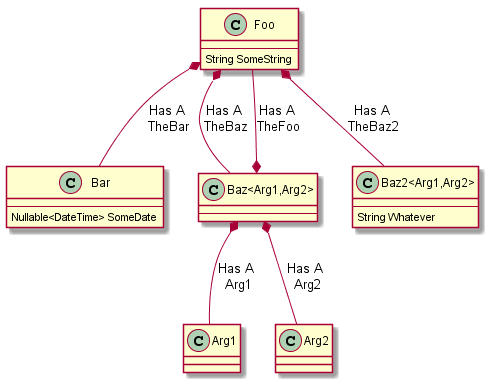 C Foo
String SomeString
Has A
TheBar
Has A
TheBaz
Has A
TheFoo
Has A
TheBaz2
C Bar
Nullable<DateTime> SomeDate
C Baz<Arg1,Arg2>
C Baz2<Arg1,Arg2>
String Whatever
Has A
Arg1
Has A
Arg2
C Arg1
C Arg2